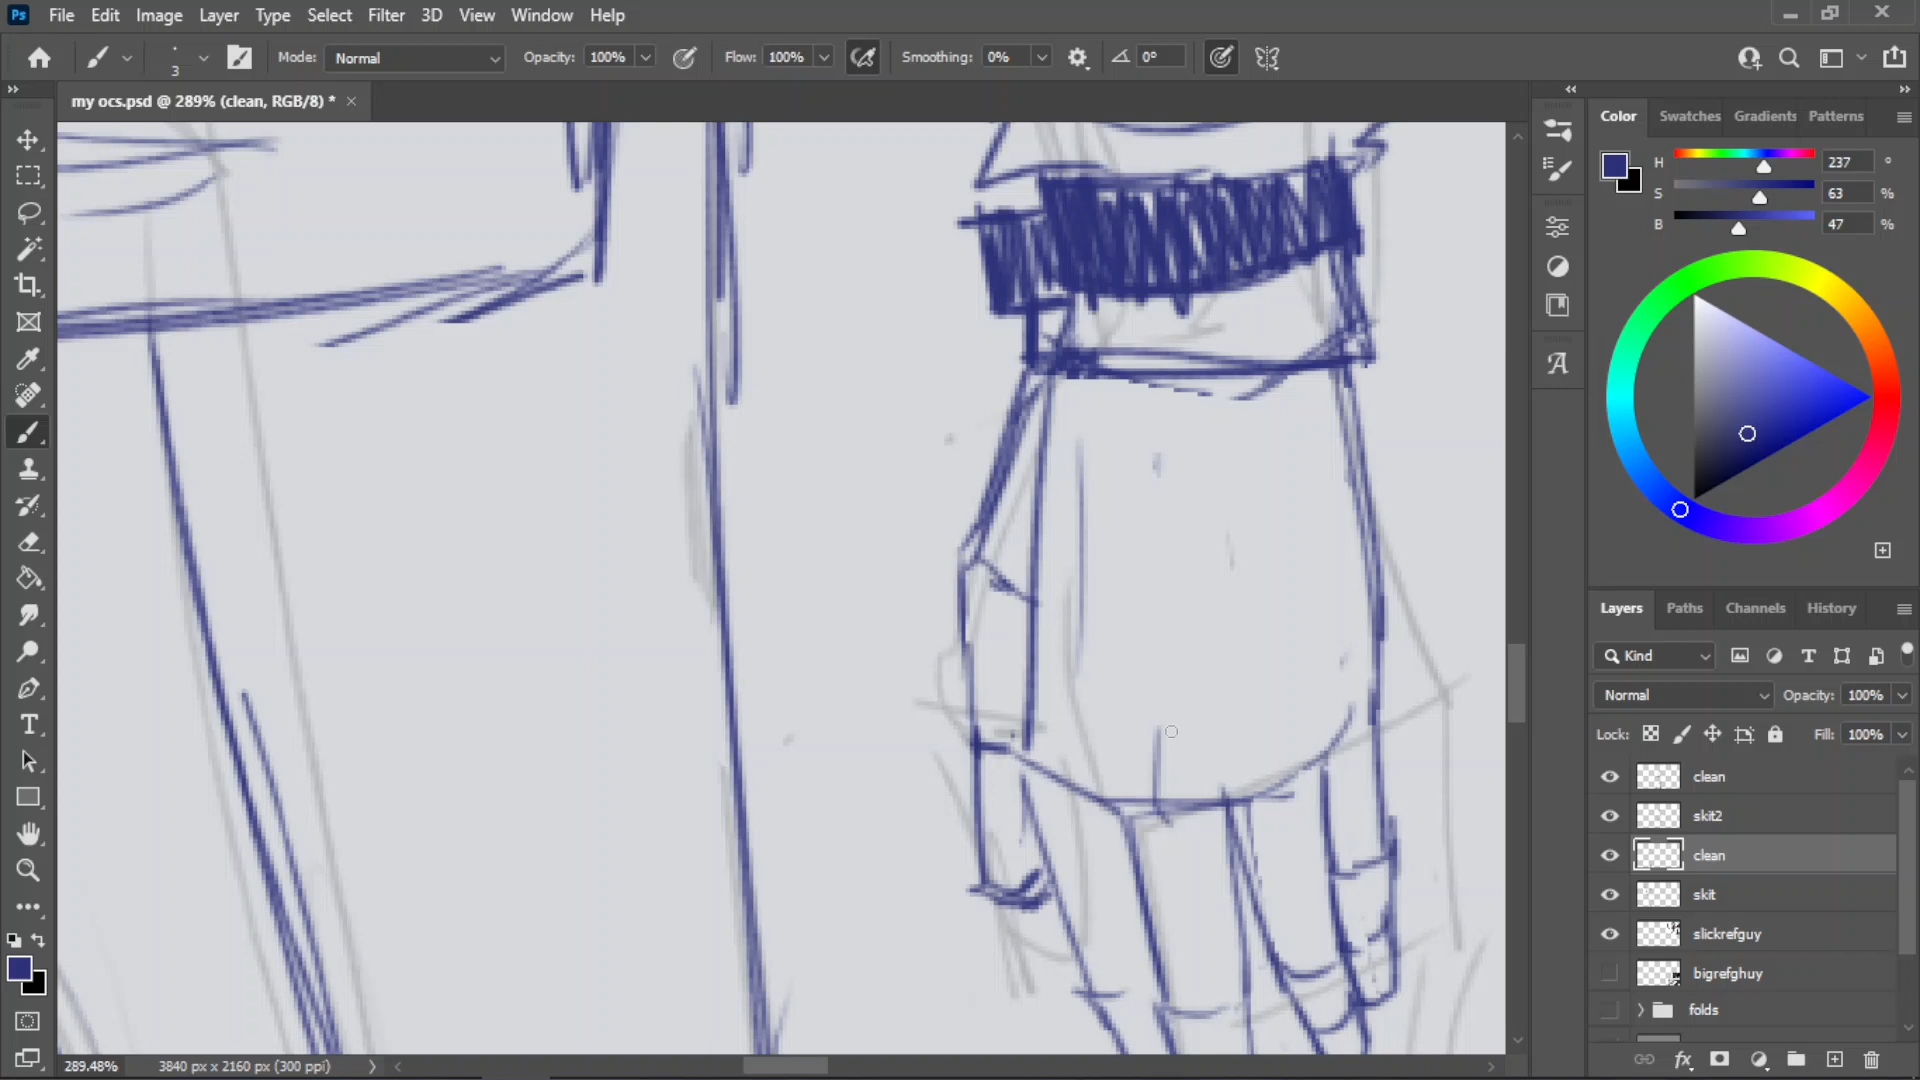 Ps File Edit Image Layer Type Select Filter 3D View Window Help
3 Mode: Normal Opacity: 100% Flow: 100% Smoothing: 0% 0°
my ocs.psd @ 289% (clean, RGB/8) *
Color Swatches Gradients Patterns
H 237 °
S 63 %
B 47 %
Layers Paths Channels History
Kind
Normal Opacity: 100%
Lock: Fill: 100%
clean
skit2
clean
skit
slickrefguy
bigrefghuy
folds
289.48% 3840 px x 2160 px (300 ppi)